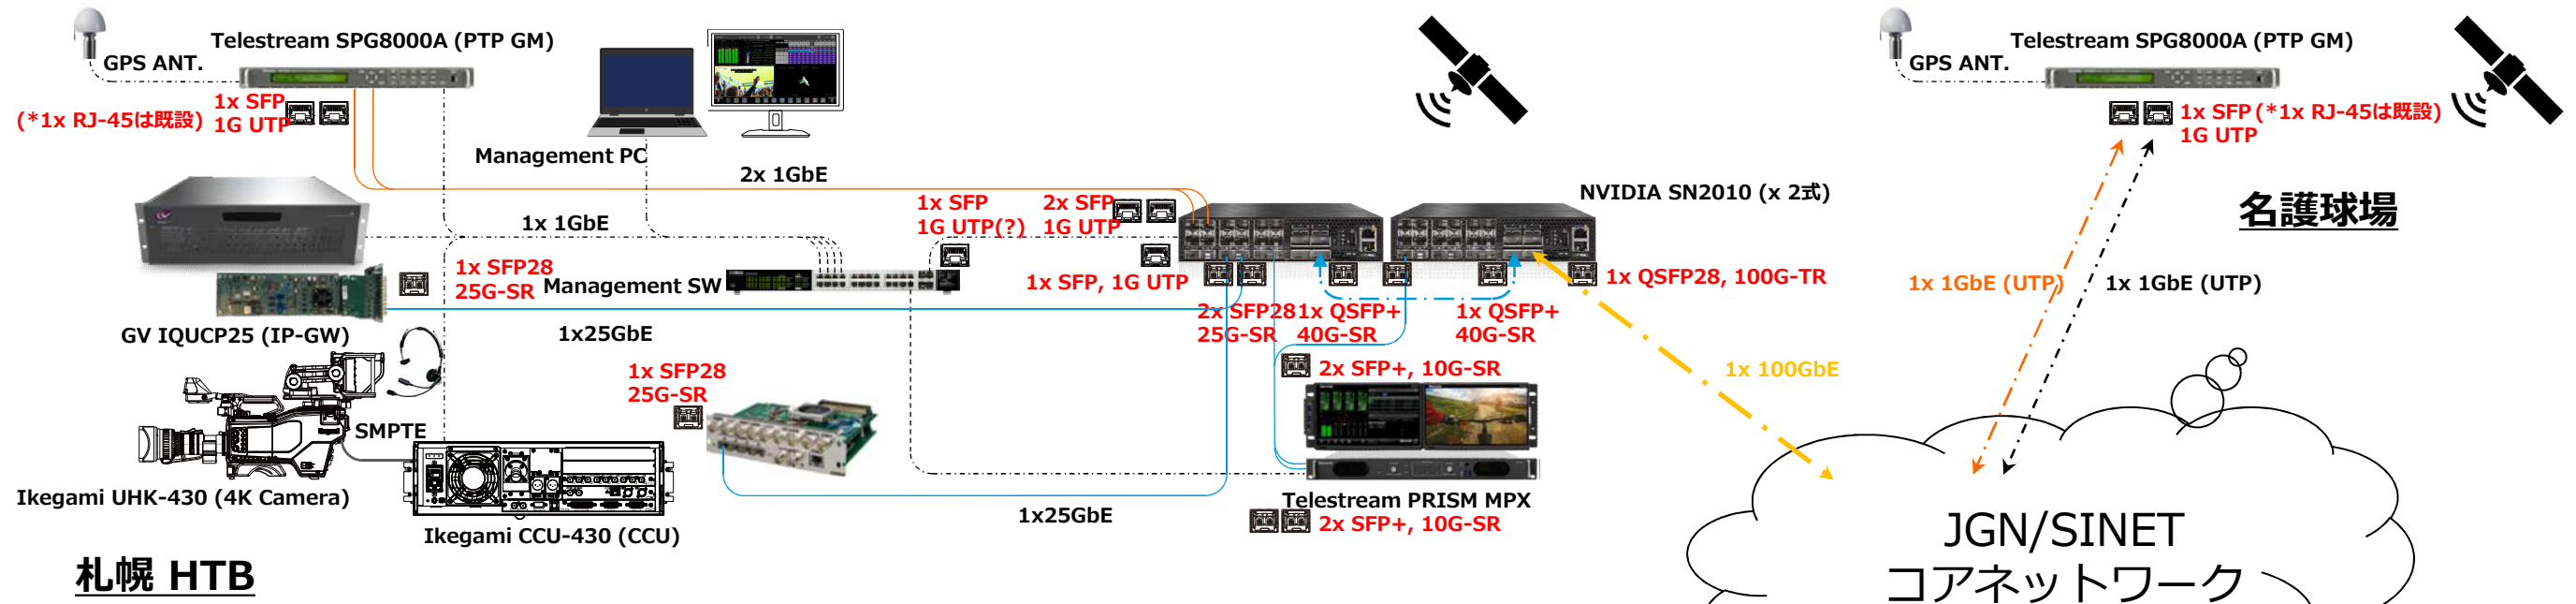 Telestream SPG8000A (PTP GM)
GPS ANT.
1x SFP
(*1x RJ-45は既設)
1G UTP
Management PC
2x 1GbE
1x SFP
1G UTP(?)
2x SFP
1G UTP
NVIDIA SN2010 (x 2式)
1x 1GbE
1x SFP28
25G-SR
Management SW
1x SFP, 1G UTP
1x QSFP28, 100G-TR
GV IQUCP25 (IP-GW)
1x25GbE
2x SFP28
25G-SR
1x QSFP+
40G-SR
1x QSFP+
40G-SR
1x SFP28
25G-SR
2x SFP+, 10G-SR
1x 100GbE
SMPTE
Ikegami UHK-430 (4K Camera)
Ikegami CCU-430 (CCU)
1x25GbE
Telestream PRISM MPX
2x SFP+, 10G-SR
札幌 HTB
Telestream SPG8000A (PTP GM)
GPS ANT.
1x SFP (*1x RJ-45は既設)
1G UTP
名護球場
1x 1GbE (UTP)
1x 1GbE (UTP)
JGN/SINET
コアネットワーク